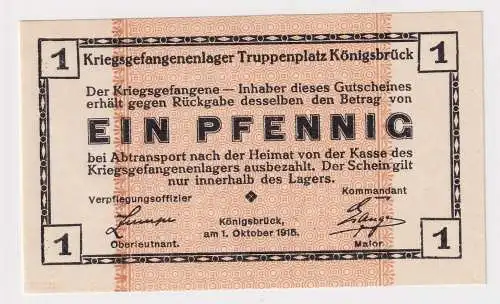 1 Kriegsgefangenenlager Truppenplatz Königsbrück 1
Der Kriegsgefangene — Inhaber dieses Gutscheines
erhält gegen Rückgabe desselben den Betrag von
EIN PFENNIG
bei Abtransport nach der Heimat von der Kasse des
Kriegsgefangenenlagers ausbezahlt. Der Schein gilt
nur innerhalb des Lagers.
Verpflegungsoffizier Kommandant
Königsbrück,
am 1. Oktober 1915.
1 Oberleutnant. Major. 1